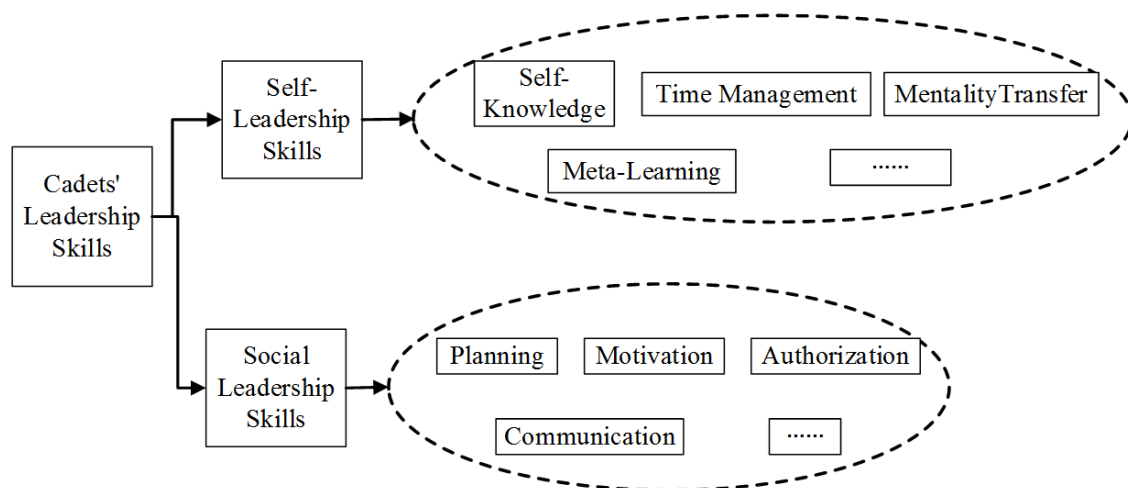 Self-
Leadership
Skills
Self-
Knowledge
Time Management
MentalityTransfer
Meta-Learning
······
Cadets'
Leadership
Skills
Social
Leadership
Skills
Planning
Motivation
Authorization
Communication
······